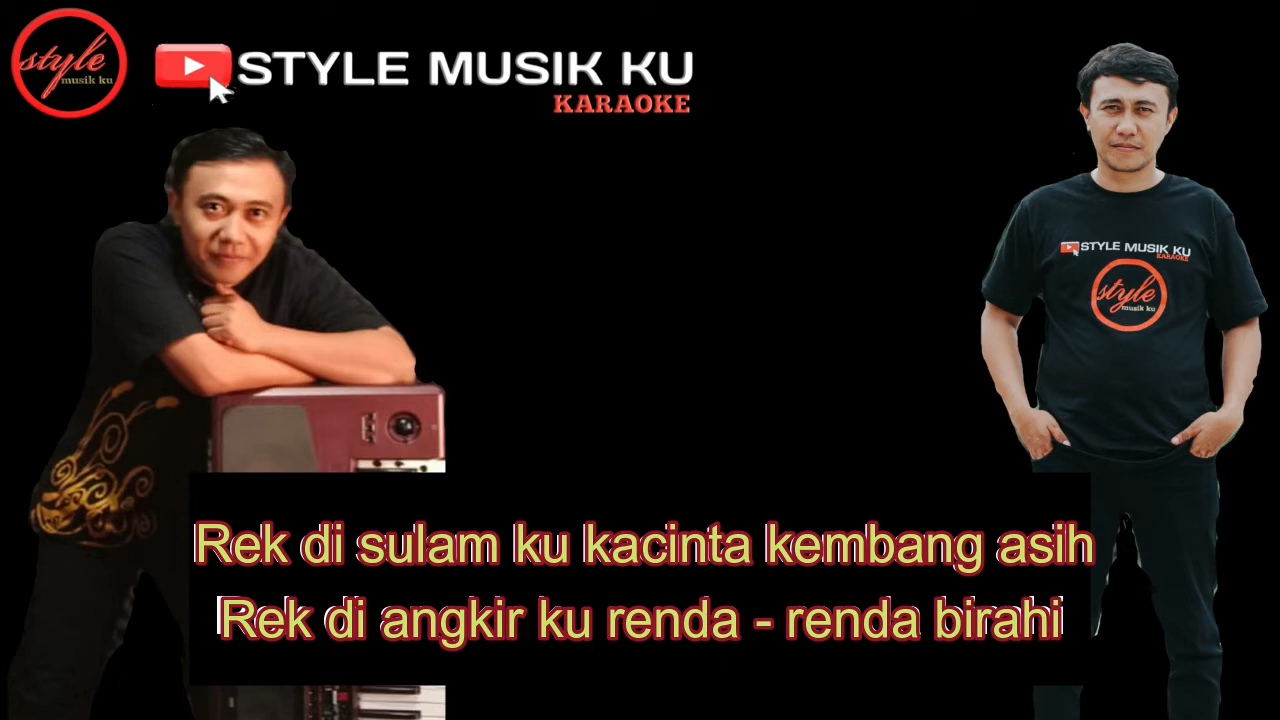 style
musik ku
STYLE MUSIK KU
KARAOKE
STYLE MUSIK KU
KARAOKE
style
musik ku
Rek di sulam ku kacinta kembang asih
Rek di angkir ku renda - renda birahi